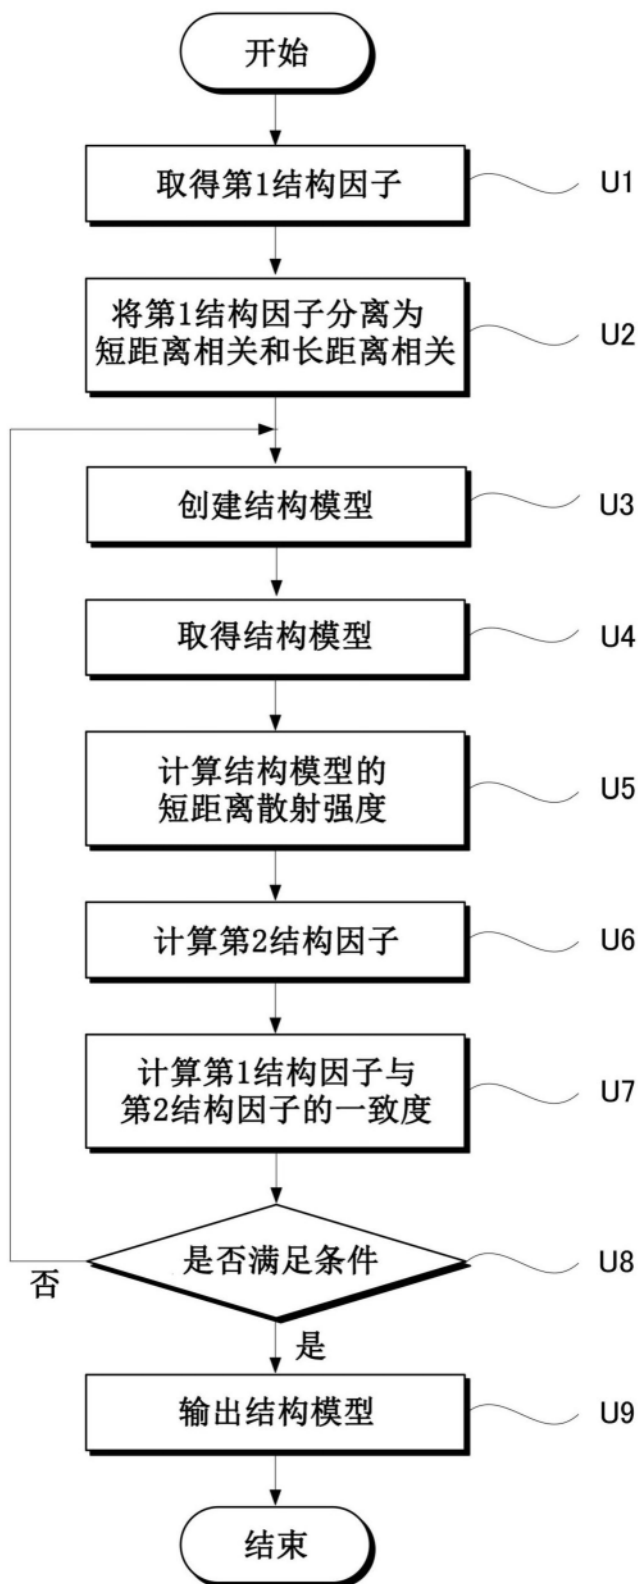 开始
取得第1结构因子
U1
将第1结构因子分离为
短距离相关和长距离相关
U2
创建结构模型
U3
取得结构模型
U4
计算结构模型的
短距离散射强度
U5
计算第2结构因子
U6
计算第1结构因子与
第2结构因子的一致度
U7
是否满足条件
U8
否
是
输出结构模型
U9
结束